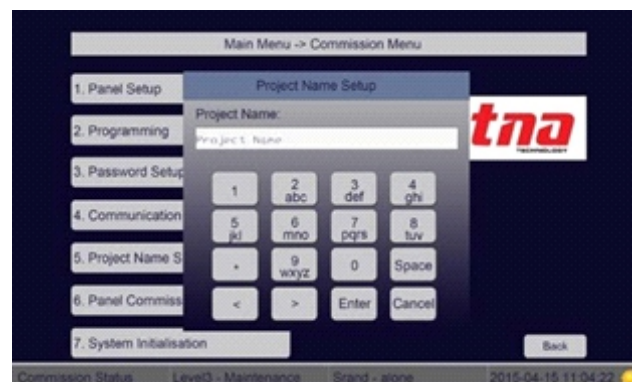 Main Menu -> Commission Menu
1. Panel Setup
Project Name Setup
Project Name:
Project Name
2. Programming
tna
TECHNOLOGY
3. Password Setup
1
2 abc
3 def
4 ghi
4. Communication
5 jkl
6 mno
7 pqrs
8 tuv
5. Project Name S
9 wxyz
0
Space
6. Panel Commiss
<
>
Enter
Cancel
7. System Initialisation
Back
Commission Status
Level3 - Maintenance
Srand - alone
2015-04-15 11:04:22